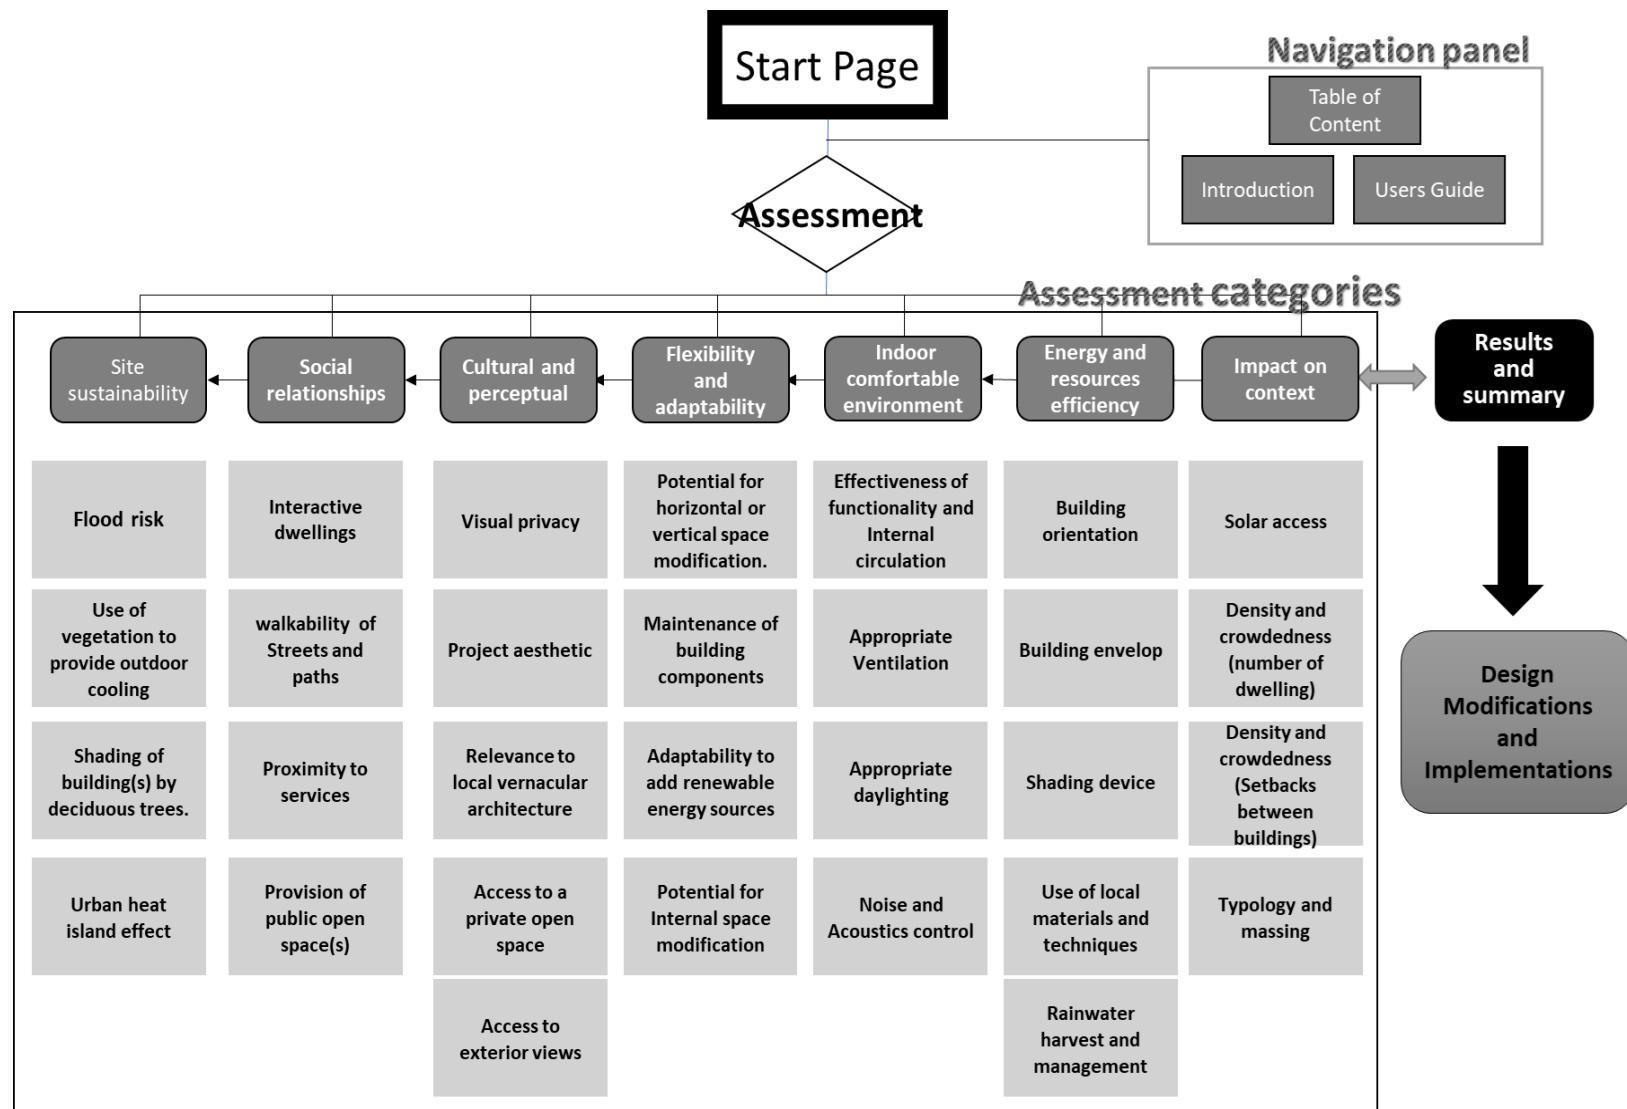 Start Page
Navigation panel
Table of
Content
Introduction
Users Guide
Assessment
Assessment categories
Site
sustainability
Social
relationships
Cultural and
perceptual
Flexibility
and
adaptability
Indoor
comfortable
environment
Energy and
resources
efficiency
Impact on
context
Results
and
summary
Flood risk
Interactive
dwellings
Visual privacy
Potential for
horizontal or
vertical space
modification.
Effectiveness of
functionality and
Internal
circulation
Building
orientation
Solar access
Use of
vegetation to
provide outdoor
cooling
walkability of
Streets and
paths
Project aesthetic
Maintenance of
building
components
Appropriate
Ventilation
Building envelop
Density and
crowdedness
(number of
dwelling)
Design
Modifications
and
Implementations
Shading of
building(s) by
deciduous trees.
Proximity to
services
Relevance to
local vernacular
architecture
Adaptability to
add renewable
energy sources
Appropriate
daylighting
Shading device
Density and
crowdedness
(Setbacks
between
buildings)
Urban heat
island effect
Provision of
public open
space(s)
Access to a
private open
space
Potential for
Internal space
modification
Noise and
Acoustics control
Use of local
materials and
techniques
Typology and
massing
Access to
exterior views
Rainwater
harvest and
management